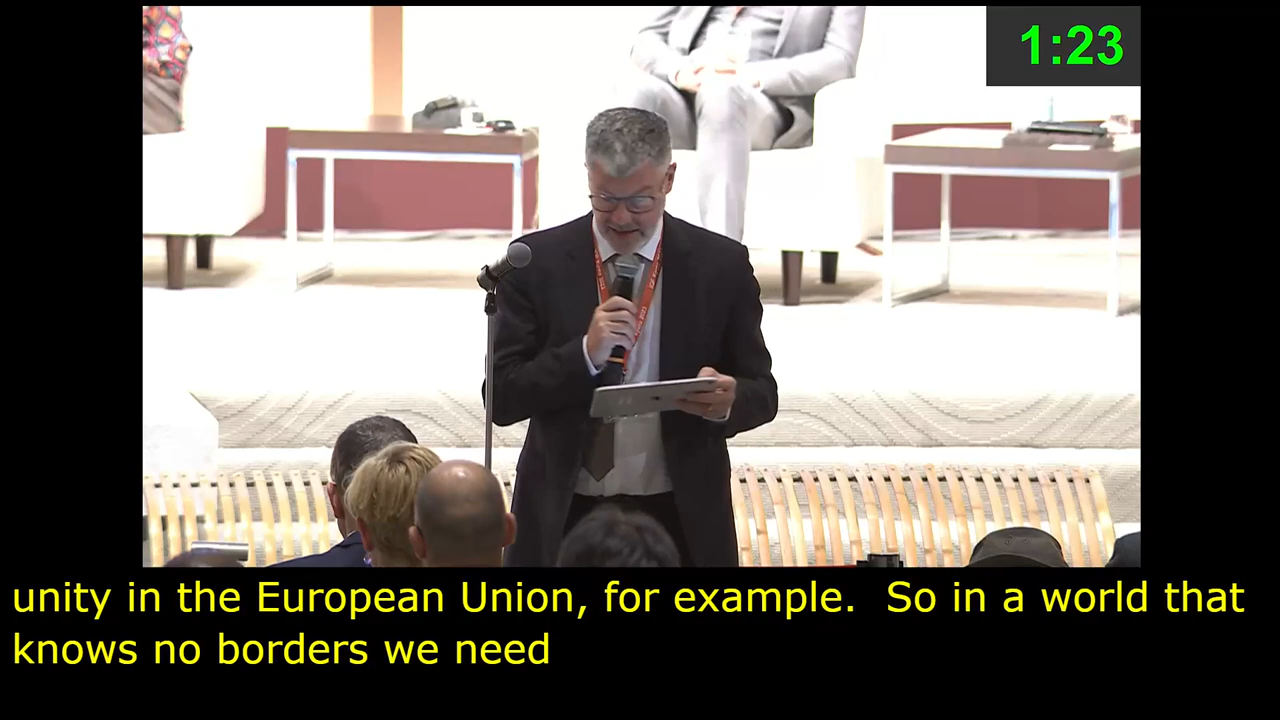 1:23
unity in the European Union, for example.  So in a world that
knows no borders we need